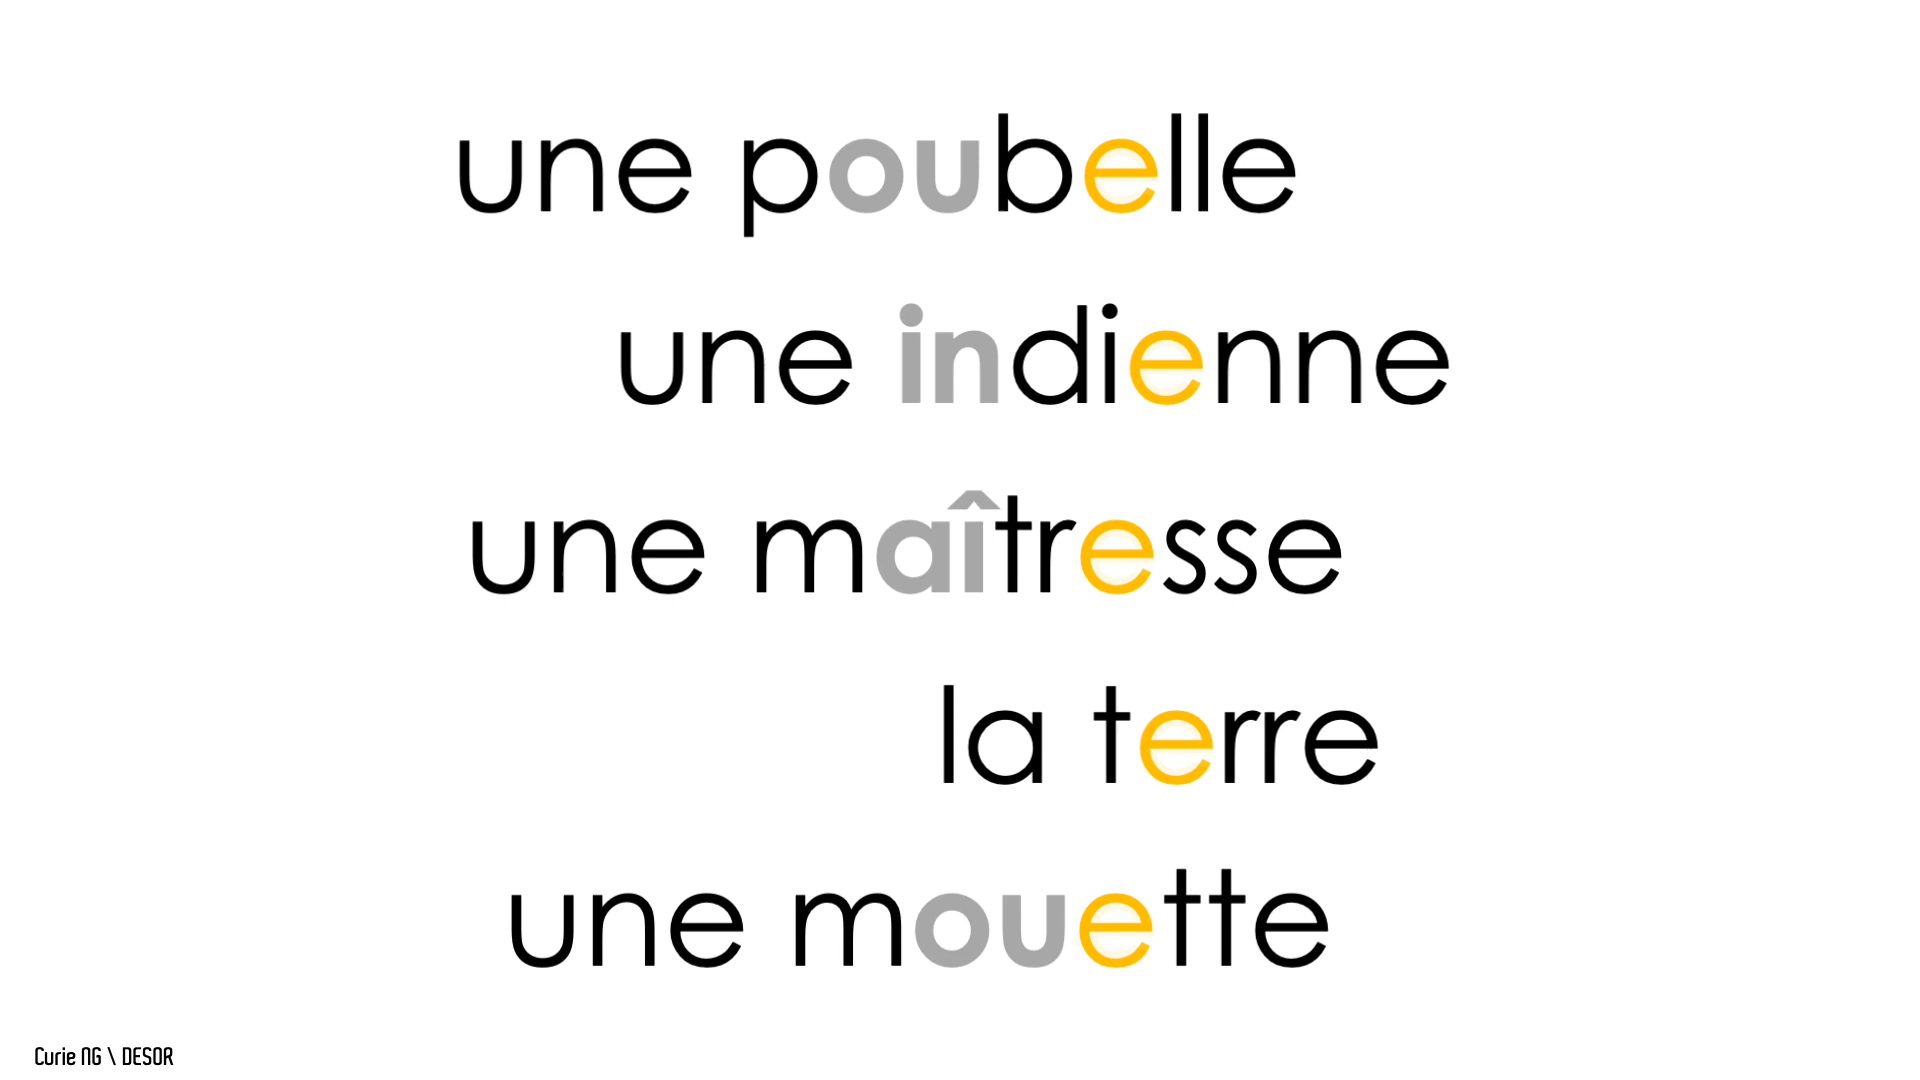 une poubelle
une indienne
une maîtresse
la terre
une mouette
Curie NG \ DESOR